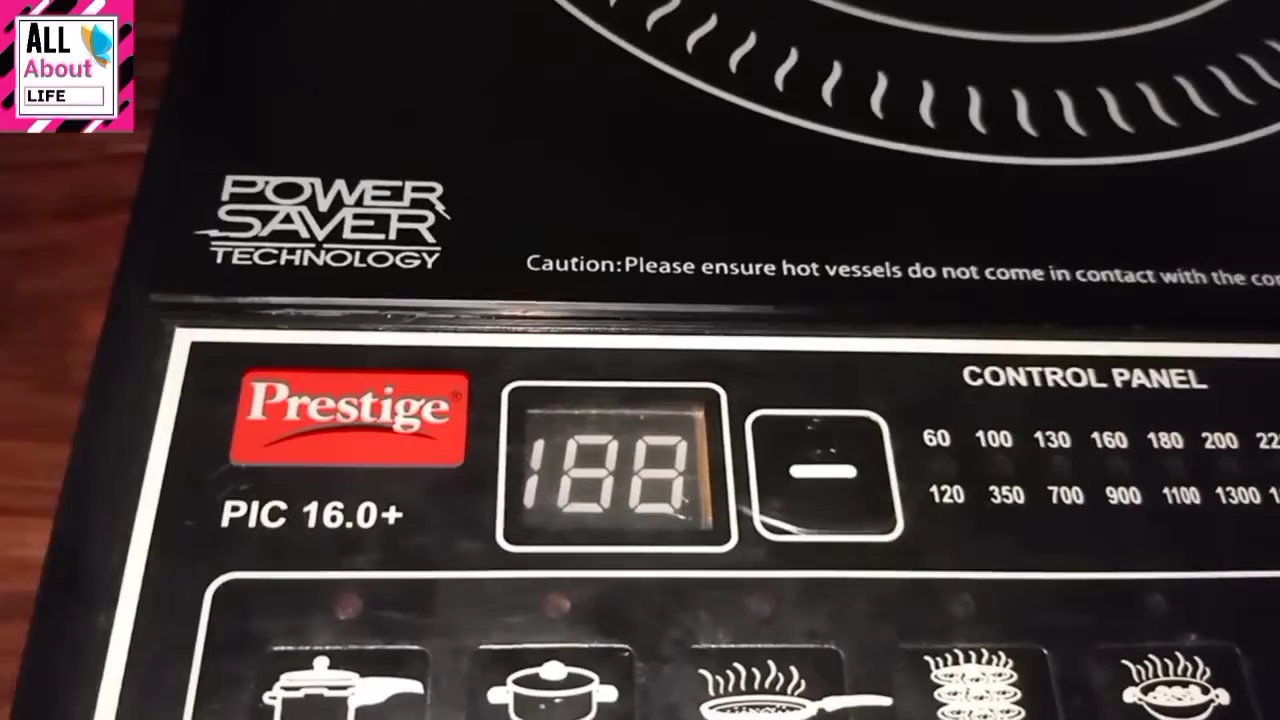 ALL
About
LIFE
POWER
SAVER
TECHNOLOGY
Caution:Please ensure hot vessels do not come in contact with the
Prestige®
PIC 16.0+
188
CONTROL PANEL
60 100 130 160 180 200
120 350 700 900 1100 1300